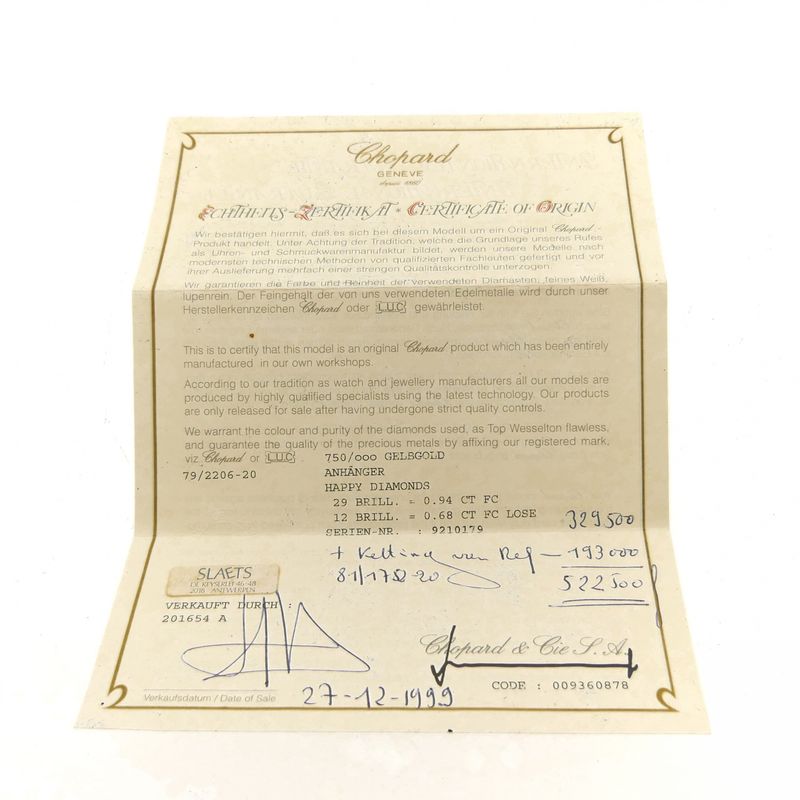 Chopard
GENÈVE
depuis 1860
ECHTHEITS-ZERTIFIKAT * CERTIFICATE OF ORIGIN
Wir bestätigen hiermit, daß es sich bei diesem Modell um ein Original Chopard-
Produkt handelt. Unter Achtung der Tradition, welche die Grundlage unseres Rufes
als Uhren- und Schmuckwarenmanufaktur bildet, werden unsere Modelle nach
modernsten technischen Methoden von qualifizierten Fachleuten gefertigt und vor
ihrer Auslieferung mehrfach einer strengen Qualitätskontrolle unterzogen.
Wir garantieren die Farbe und Reinheit der verwendeten Diamanten, feines Weiß,
lupenrein. Der Feingehalt der von uns verwendeten Edelmetalle wird durch unser
Herstellerkennzeichen Chopard oder L.U.C gewährleistet.
This is to certify that this model is an original Chopard product which has been entirely
manufactured in our own workshops.
According to our tradition as watch and jewellery manufacturers all our models are
produced by highly qualified specialists using the latest technology. Our products
are only released for sale after having undergone strict quality controls.
We warrant the colour and purity of the diamonds used, as Top Wesselton flawless,
and guarantee the quality of the precious metals by affixing our registered mark,
viz Chopard or L.U.C.
750/ooo GELBGOLD
79/2206-20 ANHÄNGER
HAPPY DIAMONDS
29 BRILL. = 0.94 CT FC
12 BRILL. = 0.68 CT FC LOSE
329500
SERIEN-NR. : 9210179
+ Ketting van Ref — 193000
81/1752-20
522500
SLAETS
DE KEYSERLEI 46-48
2018 ANTWERPEN
VERKAUFT DURCH :
201654 A
Chopard & Cie S.A.
CODE : 009360878
Verkaufsdatum / Date of Sale 27-12-1999